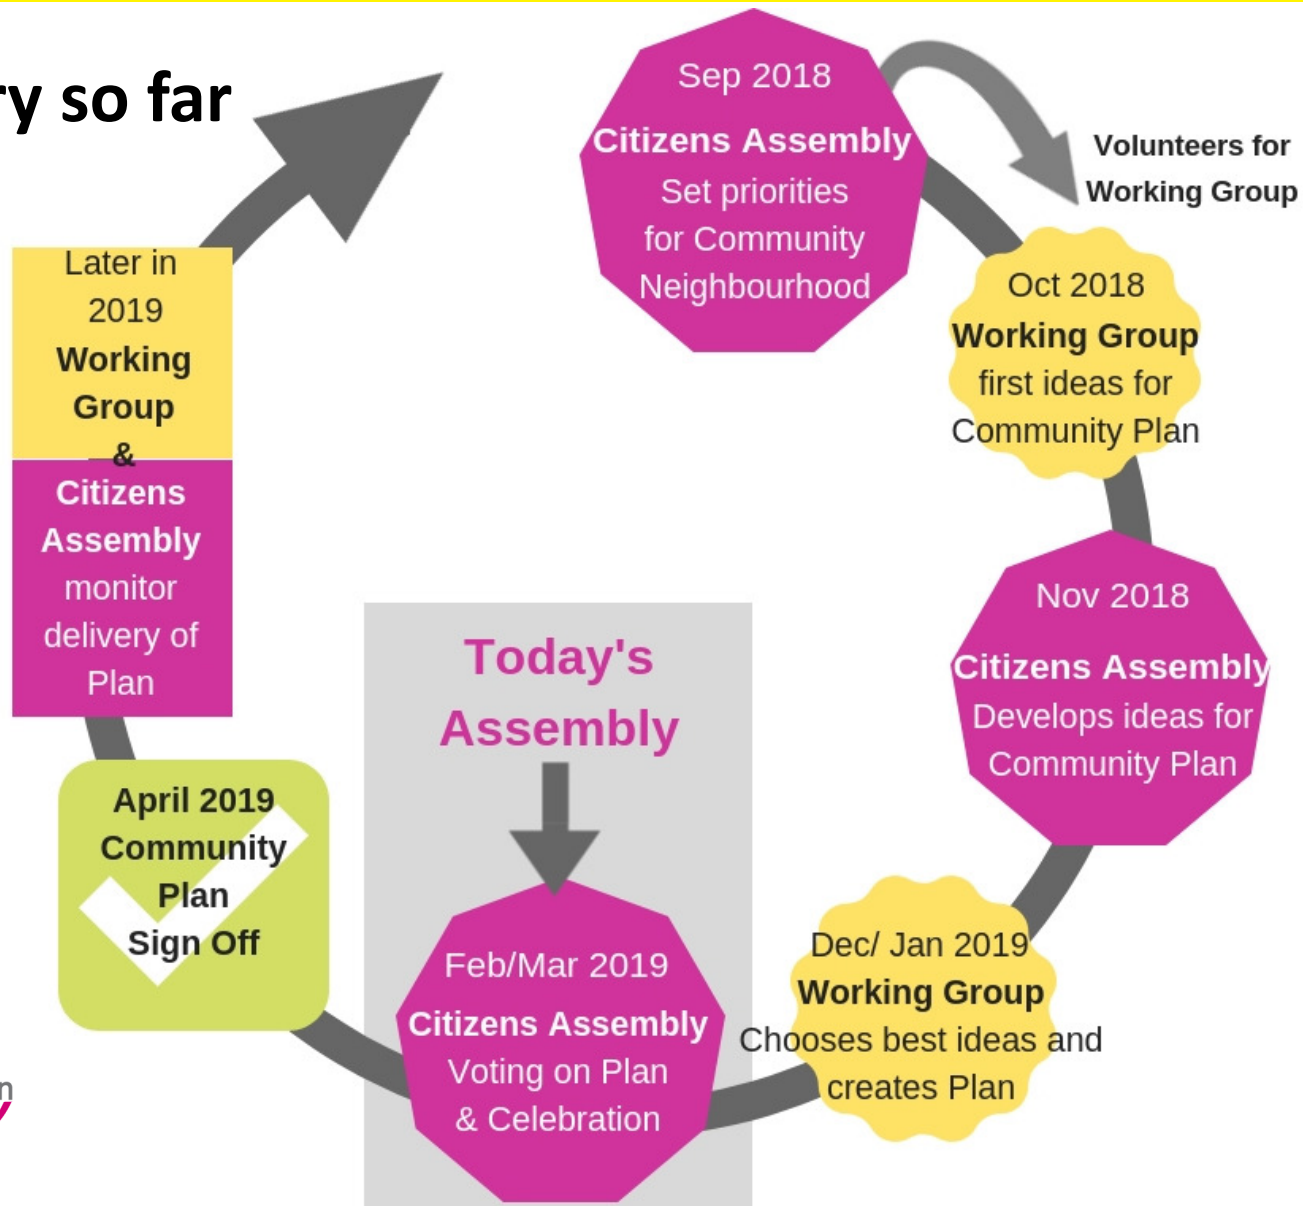 ry so far
Sep 2018
Citizens Assembly
Set priorities
for Community
Neighbourhood
Volunteers for
Working Group
Oct 2018
Working Group
first ideas for
Community Plan
Nov 2018
Citizens Assembly
Develops ideas for
Community Plan
Dec/ Jan 2019
Working Group
Chooses best ideas and
creates Plan
Today's
Assembly
Feb/Mar 2019
Citizens Assembly
Voting on Plan
& Celebration
April 2019
Community
Plan
Sign Off
Later in
2019
Working
Group
&
Citizens
Assembly
monitor
delivery of
Plan